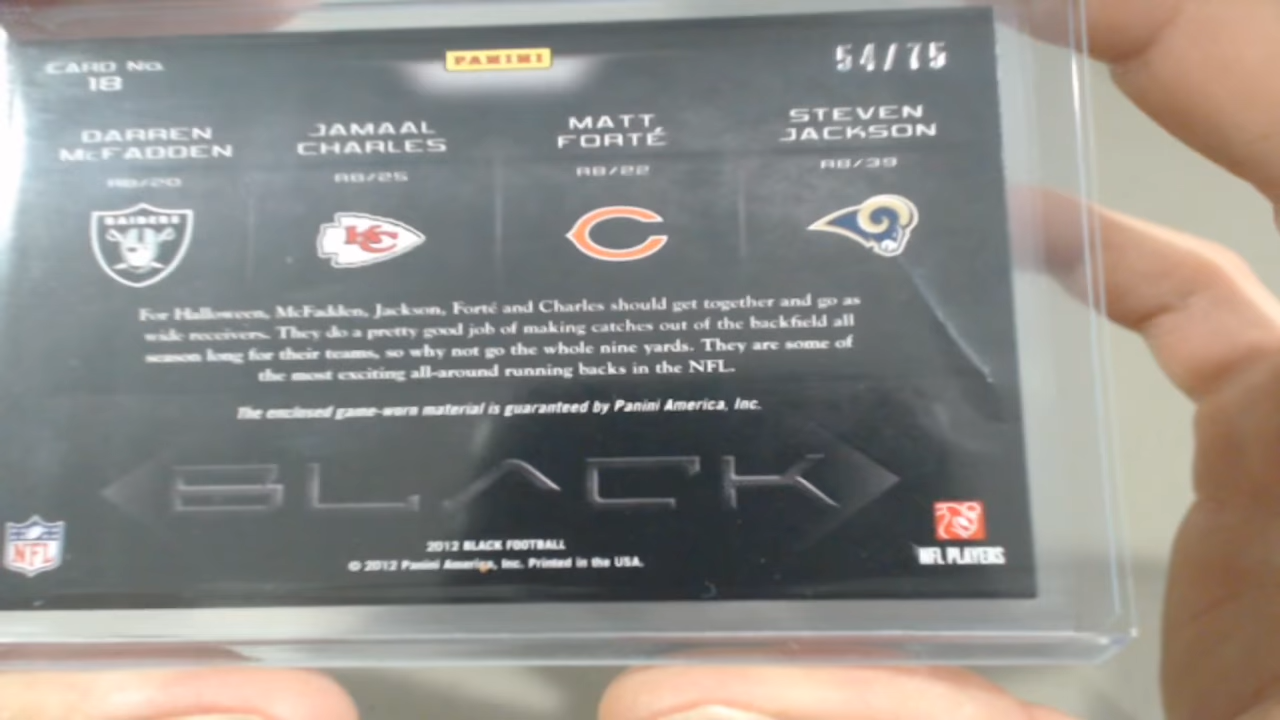 CARD No.
18
PANINI
54/75
DARREN
McFADDEN
RB/20
JAMAAL
CHARLES
RB/25
MATT
FORTÉ
RB/22
STEVEN
JACKSON
RB/39
RAIDERS
KC
For Halloween, McFadden, Jackson, Forté and Charles should get together and go as
wide receivers. They do a pretty good job of making catches out of the backfield all
season long for their teams, so why not go the whole nine yards. They are some of
the most exciting all-around running backs in the NFL.
The enclosed game-worn material is guaranteed by Panini America, Inc.
BLACK
2012 BLACK FOOTBALL
© 2012 Panini America, Inc. Printed in the USA.
NFL
NFL PLAYERS